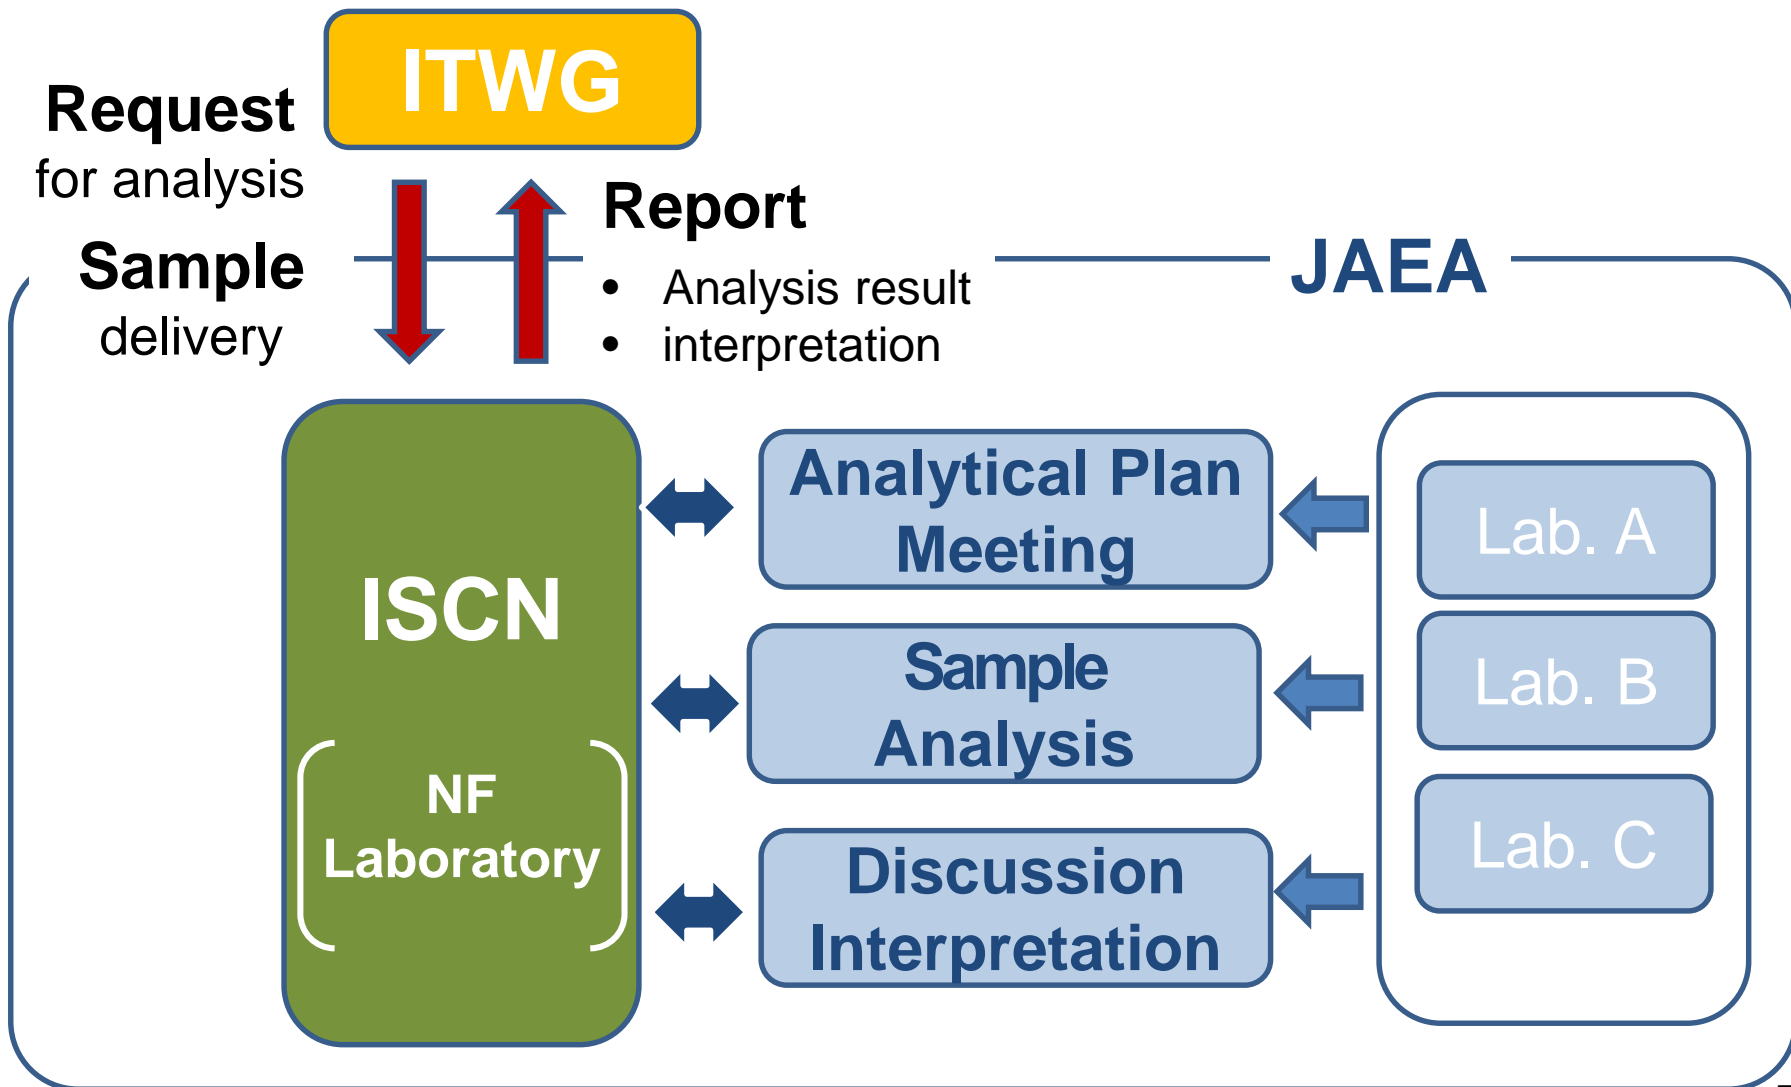 ITWG
Request
for analysis
Sample
delivery
Report
• Analysis result
• interpretation
JAEA
ISCN
NF
Laboratory
Analytical Plan
Meeting
Sample
Analysis
Discussion
Interpretation
Lab. A
Lab. B
Lab. C